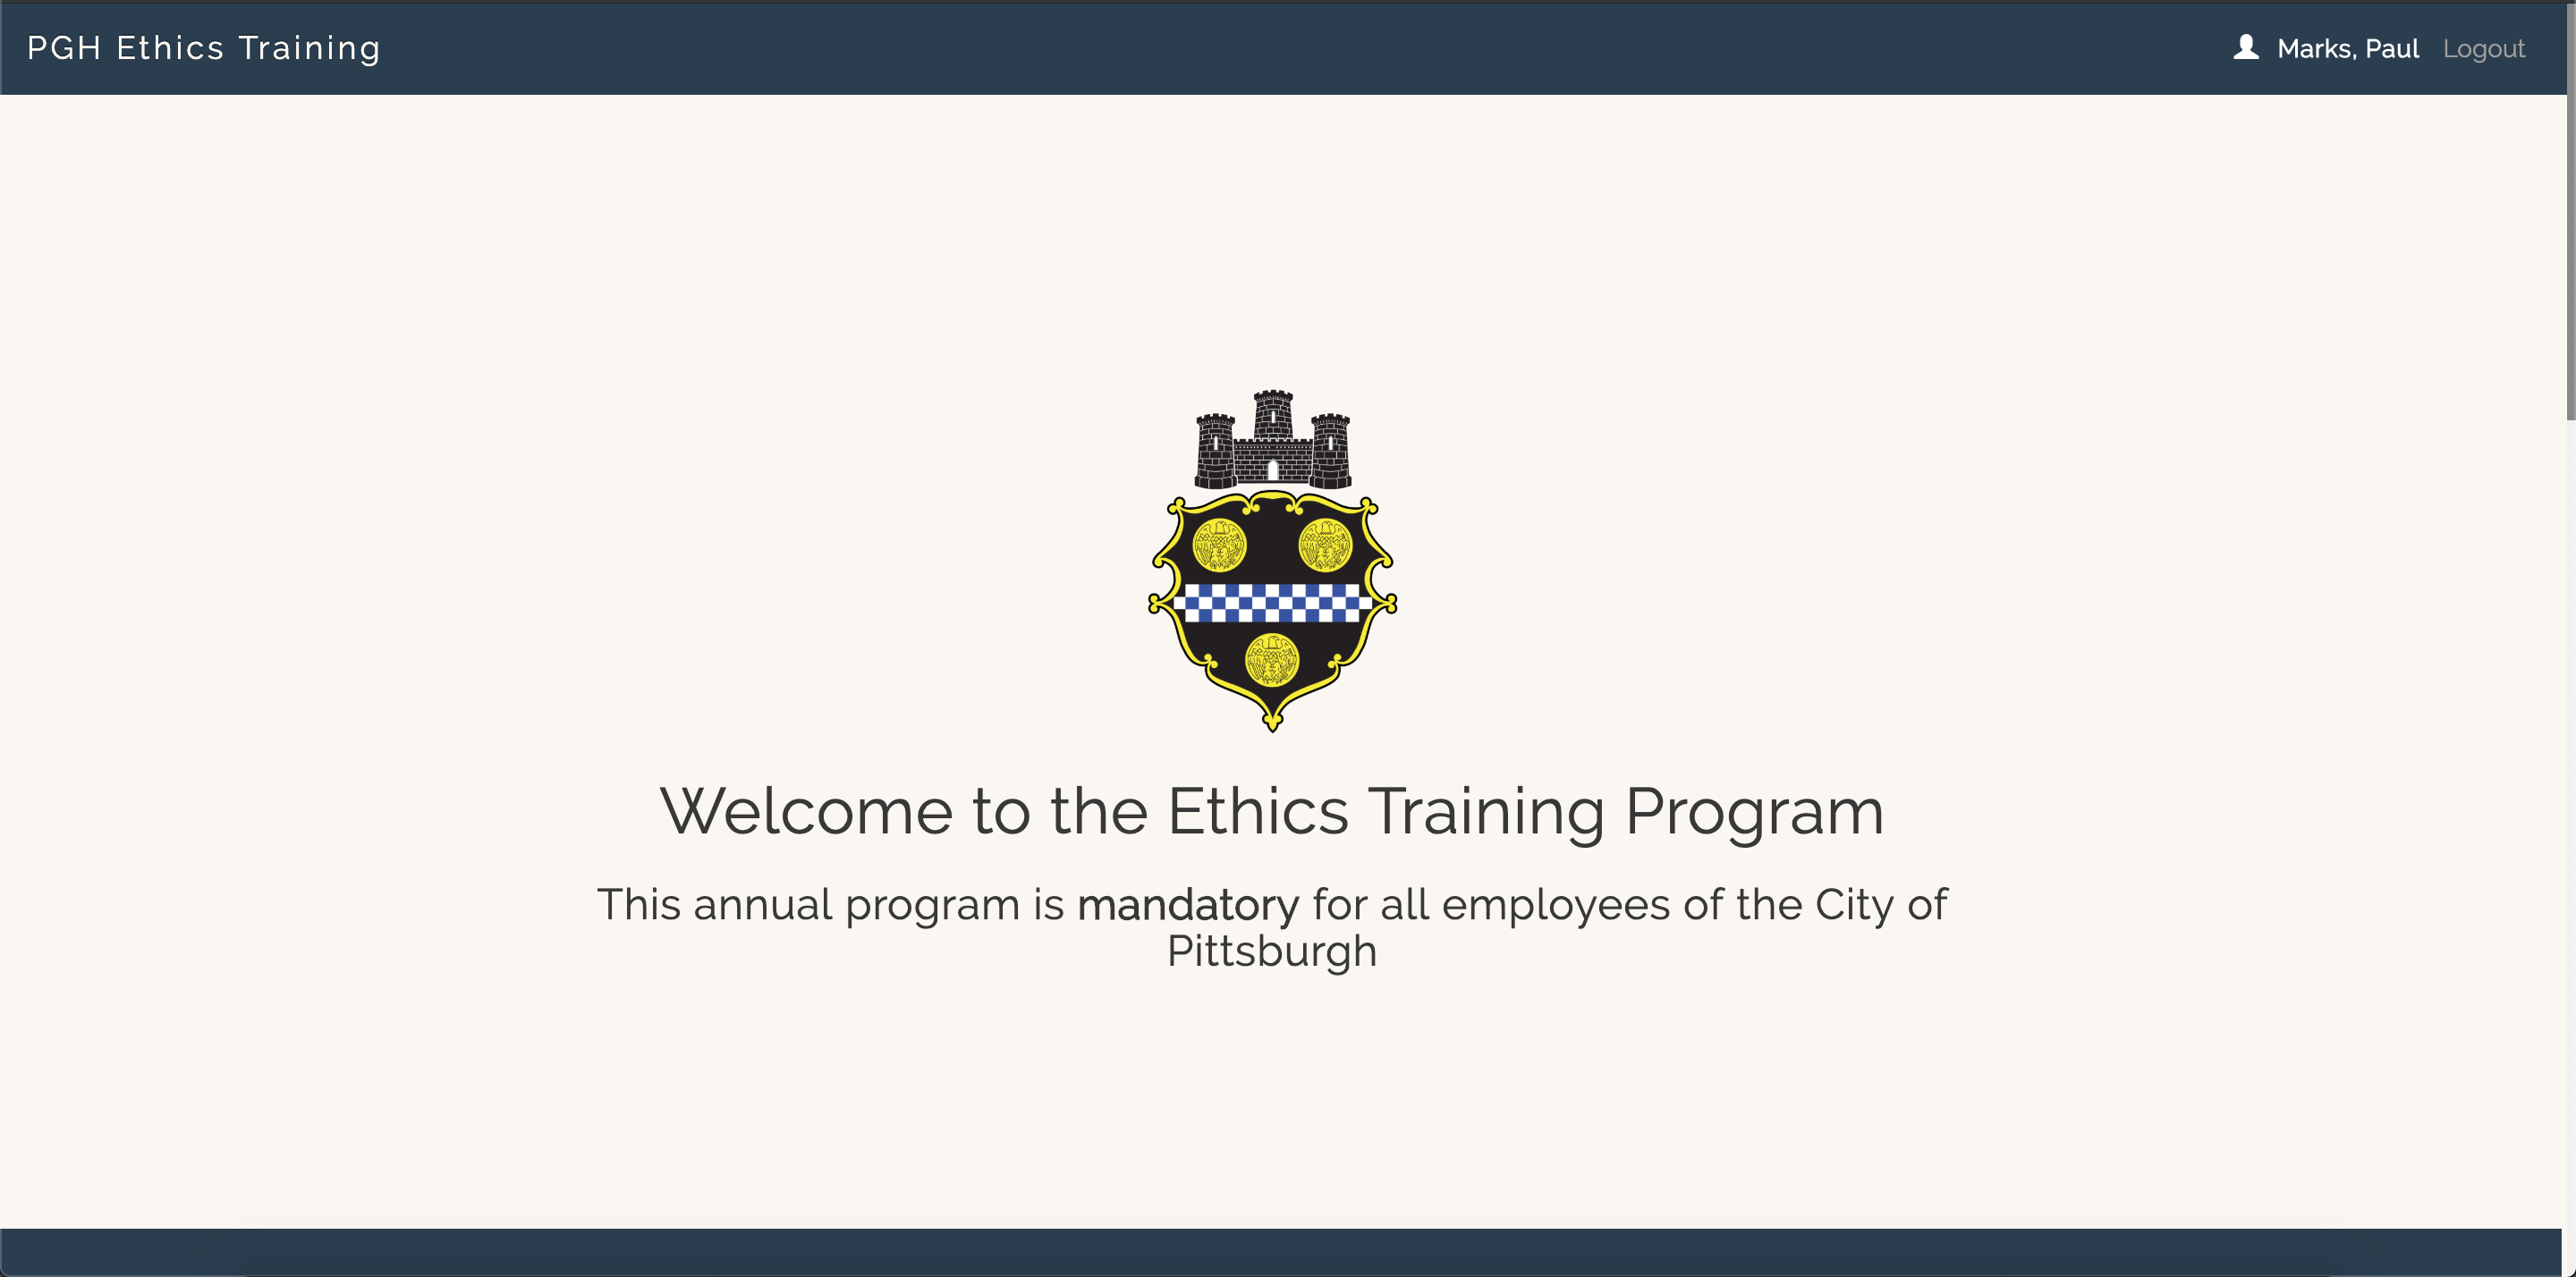 PGH Ethics Training
Marks, Paul Logout
Welcome to the Ethics Training Program
This annual program is mandatory for all employees of the City of
Pittsburgh